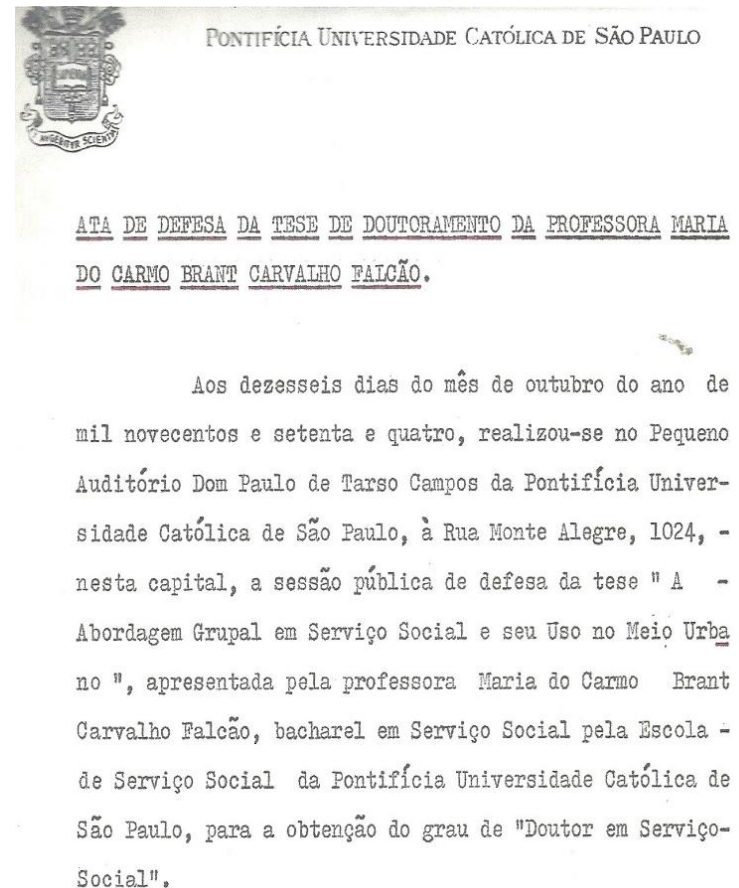 PONTIFÍCIA UNIVERSIDADE CATÓLICA DE SÃO PAULO
ET AUGEBITUR SCIENTIA
ATA DE DEFESA DA TESE DE DOUTORAMENTO DA PROFESSORA MARIA
DO CARMO BRANT CARVALHO FALCÃO.
Aos dezesseis dias do mês de outubro do ano de
mil novecentos e setenta e quatro, realizou-se no Pequeno
Auditório Dom Paulo de Tarso Campos da Pontifícia Univer-
sidade Católica de São Paulo, à Rua Monte Alegre, 1024, -
nesta capital, a sessão pública de defesa da tese " A -
Abordagem Grupal em Serviço Social e seu Uso no Meio Urba
no ", apresentada pela professora Maria do Carmo Brant
Carvalho Falcão, bacharel em Serviço Social pela Escola -
de Serviço Social da Pontifícia Universidade Católica de
São Paulo, para a obtenção do grau de "Doutor em Serviço-
Social".